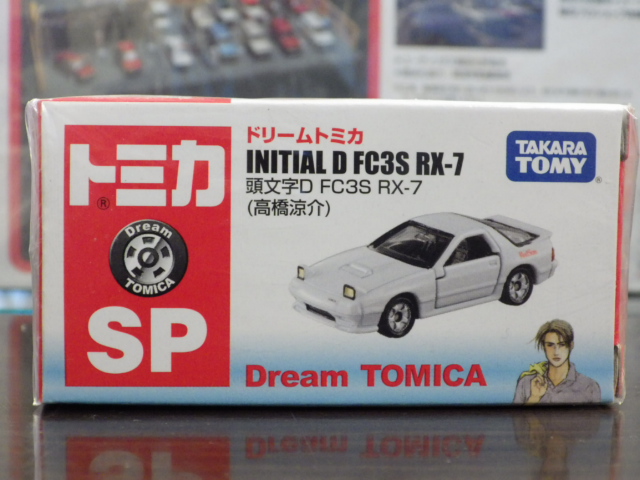 トミカ
®
Dream
TOMICA
SP
ドリームトミカ
INITIAL D FC3S RX-7
頭文字D FC3S RX-7
(高橋涼介)
TAKARA
TOMY
®
Dream TOMICA